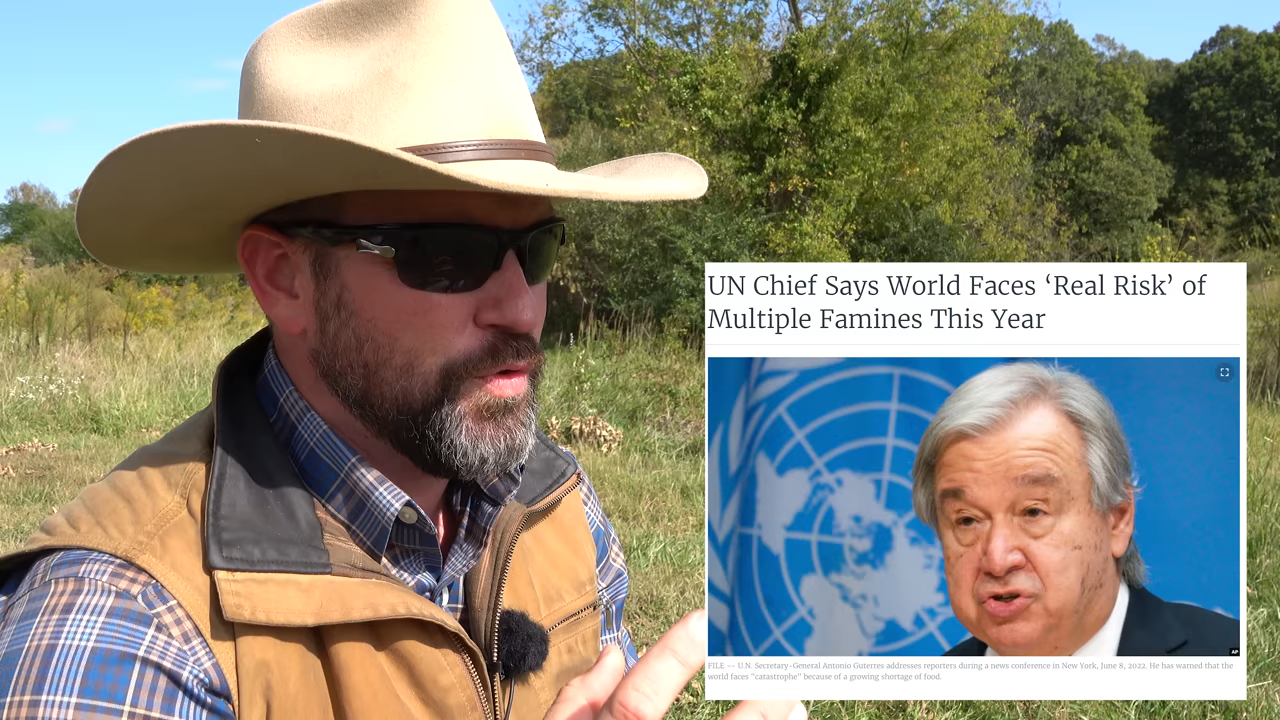 UN Chief Says World Faces ‘Real Risk’ of
Multiple Famines This Year
AP
FILE -- U.N. Secretary-General Antonio Guterres addresses reporters during a news conference in New York, June 8, 2022. He has warned that the
world faces "catastrophe" because of a growing shortage of food.